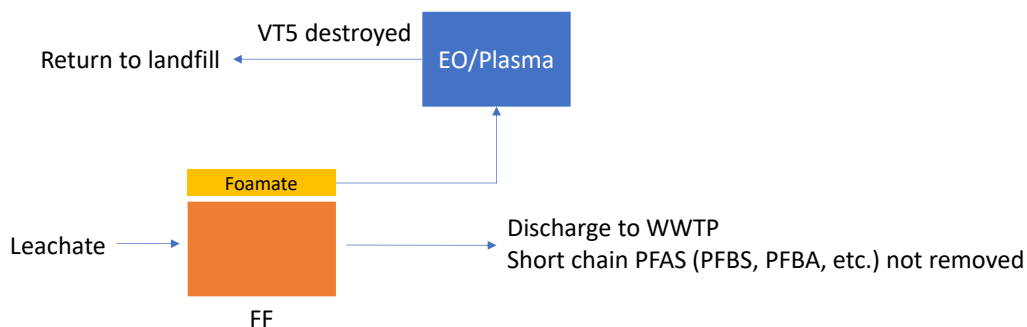 VT5 destroyed
Return to landfill
EO/Plasma
Foamate
Leachate
Discharge to WWTP
Short chain PFAS (PFBS, PFBA, etc.) not removed
FF